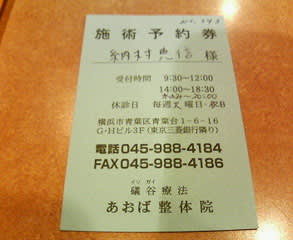 施術予約券
様
受付時間 9:30~12:00
14:00~18:30
休診日 毎週 曜日・祝日
横浜市青葉区青葉台1-6-16
G・Hビル3F(東京三菱銀行隣り)
電話045-988-4184
FAX045-988-4186
イソ ガイ
礒谷療法
あおば整体院